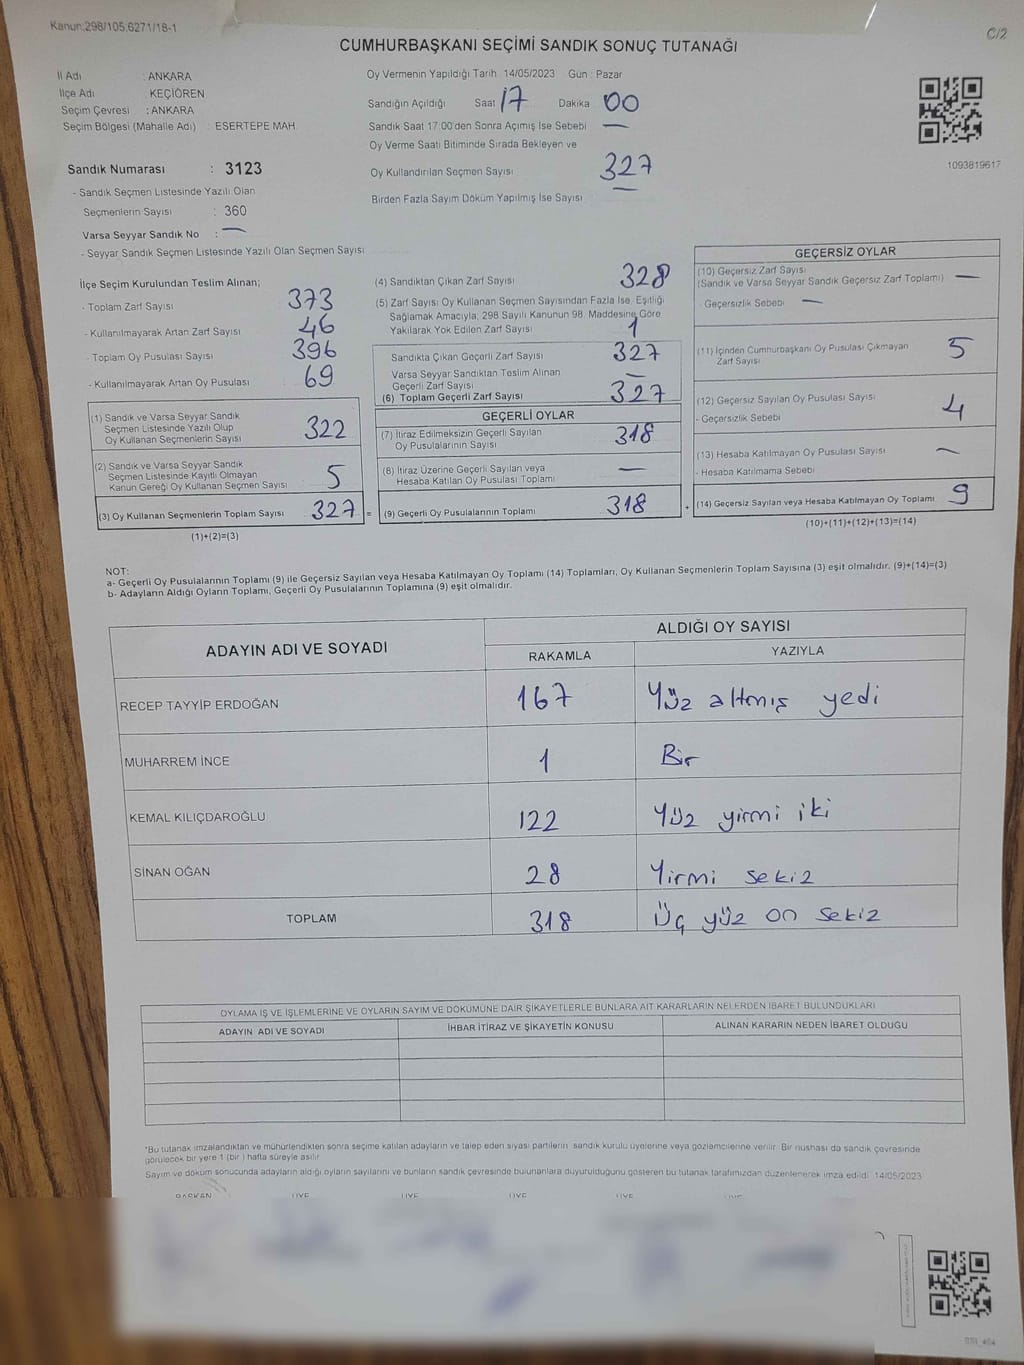 Kanun:298/105,6271/18-1
C/2
CUMHURBAŞKANI SEÇİMİ SANDIK SONUÇ TUTANAĞI
İl Adı : ANKARA
İlçe Adı : KEÇİÖREN
Seçim Çevresi : ANKARA
Seçim Bölgesi (Mahalle Adı) : ESERTEPE MAH.
Sandık Numarası : 3123
- Sandık Seçmen Listesinde Yazılı Olan
Seçmenlerin Sayısı : 360
Varsa Seyyar Sandık No : —
- Seyyar Sandık Seçmen Listesinde Yazılı Olan Seçmen Sayısı:
Oy Vermenin Yapıldığı Tarih : 14/05/2023 Gün : Pazar
Sandığın Açıldığı Saat 17 Dakika 00
Sandık Saat 17:00'den Sonra Açımış İse Sebebi —
Oy Verme Saati Bitiminde Sırada Bekleyen ve
Oy Kullandırılan Seçmen Sayısı 327
Birden Fazla Sayım Döküm Yapılmış İse Sayısı —
1093819617
İlçe Seçim Kurulundan Teslim Alınan;
- Toplam Zarf Sayısı 373
- Kullanılmayarak Artan Zarf Sayısı 46
- Toplam Oy Pusulası Sayısı 396
- Kullanılmayarak Artan Oy Pusulası 69
(1) Sandık ve Varsa Seyyar Sandık
Seçmen Listesinde Yazılı Olup
Oy Kullanan Seçmenlerin Sayısı 322
(2) Sandık ve Varsa Seyyar Sandık
Seçmen Listesinde Kayıtlı Olmayan
Kanun Gereği Oy Kullanan Seçmen Sayısı 5
(3) Oy Kullanan Seçmenlerin Toplam Sayısı 327 =
(1)+(2)=(3)
(4) Sandıktan Çıkan Zarf Sayısı 328
(5) Zarf Sayısı Oy Kullanan Seçmen Sayısından Fazla İse, Eşitliği
Sağlamak Amacıyla, 298 Sayılı Kanunun 98. Maddesine Göre
Yakılarak Yok Edilen Zarf Sayısı 1
Sandıkta Çıkan Geçerli Zarf Sayısı 327
Varsa Seyyar Sandıktan Teslim Alınan
Geçerli Zarf Sayısı —
(6) Toplam Geçerli Zarf Sayısı 327
GEÇERLİ OYLAR
(7) İtiraz Edilmeksizin Geçerli Sayılan
Oy Pusulalarının Sayısı 318
(8) İtiraz Üzerine Geçerli Sayılan veya
Hesaba Katılan Oy Pusulası Toplamı —
(9) Geçerli Oy Pusulalarının Toplamı 318 +
GEÇERSİZ OYLAR
(10) Geçersiz Zarf Sayısı
(Sandık ve Varsa Seyyar Sandık Geçersiz Zarf Toplamı) —
- Geçersizlik Sebebi —
(11) İçinden Cumhurbaşkanı Oy Pusulası Çıkmayan
Zarf Sayısı 5
(12) Geçersiz Sayılan Oy Pusulası Sayısı 4
- Geçersizlik Sebebi
(13) Hesaba Katılmayan Oy Pusulası Sayısı —
- Hesaba Katılmama Sebebi
(14) Geçersiz Sayılan veya Hesaba Katılmayan Oy Toplamı 9
(10)+(11)+(12)+(13)=(14)
NOT:
a- Geçerli Oy Pusulalarının Toplamı (9) ile Geçersiz Sayılan veya Hesaba Katılmayan Oy Toplamı (14) Toplamları, Oy Kullanan Seçmenlerin Toplam Sayısına (3) eşit olmalıdır. (9)+(14)=(3)
b- Adayların Aldığı Oyların Toplamı, Geçerli Oy Pusulalarının Toplamına (9) eşit olmalıdır.
ADAYIN ADI VE SOYADI ALDIĞI OY SAYISI
RAKAMLA YAZIYLA
RECEP TAYYİP ERDOĞAN 167 Yüz altmış yedi
MUHARREM İNCE 1 Bir
KEMAL KILIÇDAROĞLU 122 Yüz yirmi iki
SİNAN OĞAN 28 Yirmi sekiz
TOPLAM 318 Üç yüz on sekiz
OYLAMA İŞ VE İŞLEMLERİNE VE OYLARIN SAYIM VE DÖKÜMÜNE DAİR ŞİKAYETLERLE BUNLARA AİT KARARLARIN NELERDEN İBARET BULUNDUKLARI
ADAYIN ADI VE SOYADI İHBAR İTİRAZ VE ŞİKAYETİN KONUSU ALINAN KARARIN NEDEN İBARET OLDUĞU
*Bu tutanak imzalandıktan ve mühürlendikten sonra seçime katılan adayların ve talep eden siyasi partilerin sandık kurulu üyelerine veya gözlemcilerine verilir. Bir nüshası da sandık çevresinde
görülecek bir yere 1 (bir ) hafta süreyle asılır.
Sayım ve döküm sonucunda adayların aldığı oyların sayılarını ve bunların sandık çevresinde bulunanlara duyurulduğunu gösteren bu tutanak tarafımızdan düzenlenerek imza edildi. 14/05/2023
BAŞKAN ÜYE ÜYE ÜYE ÜYE ÜYE